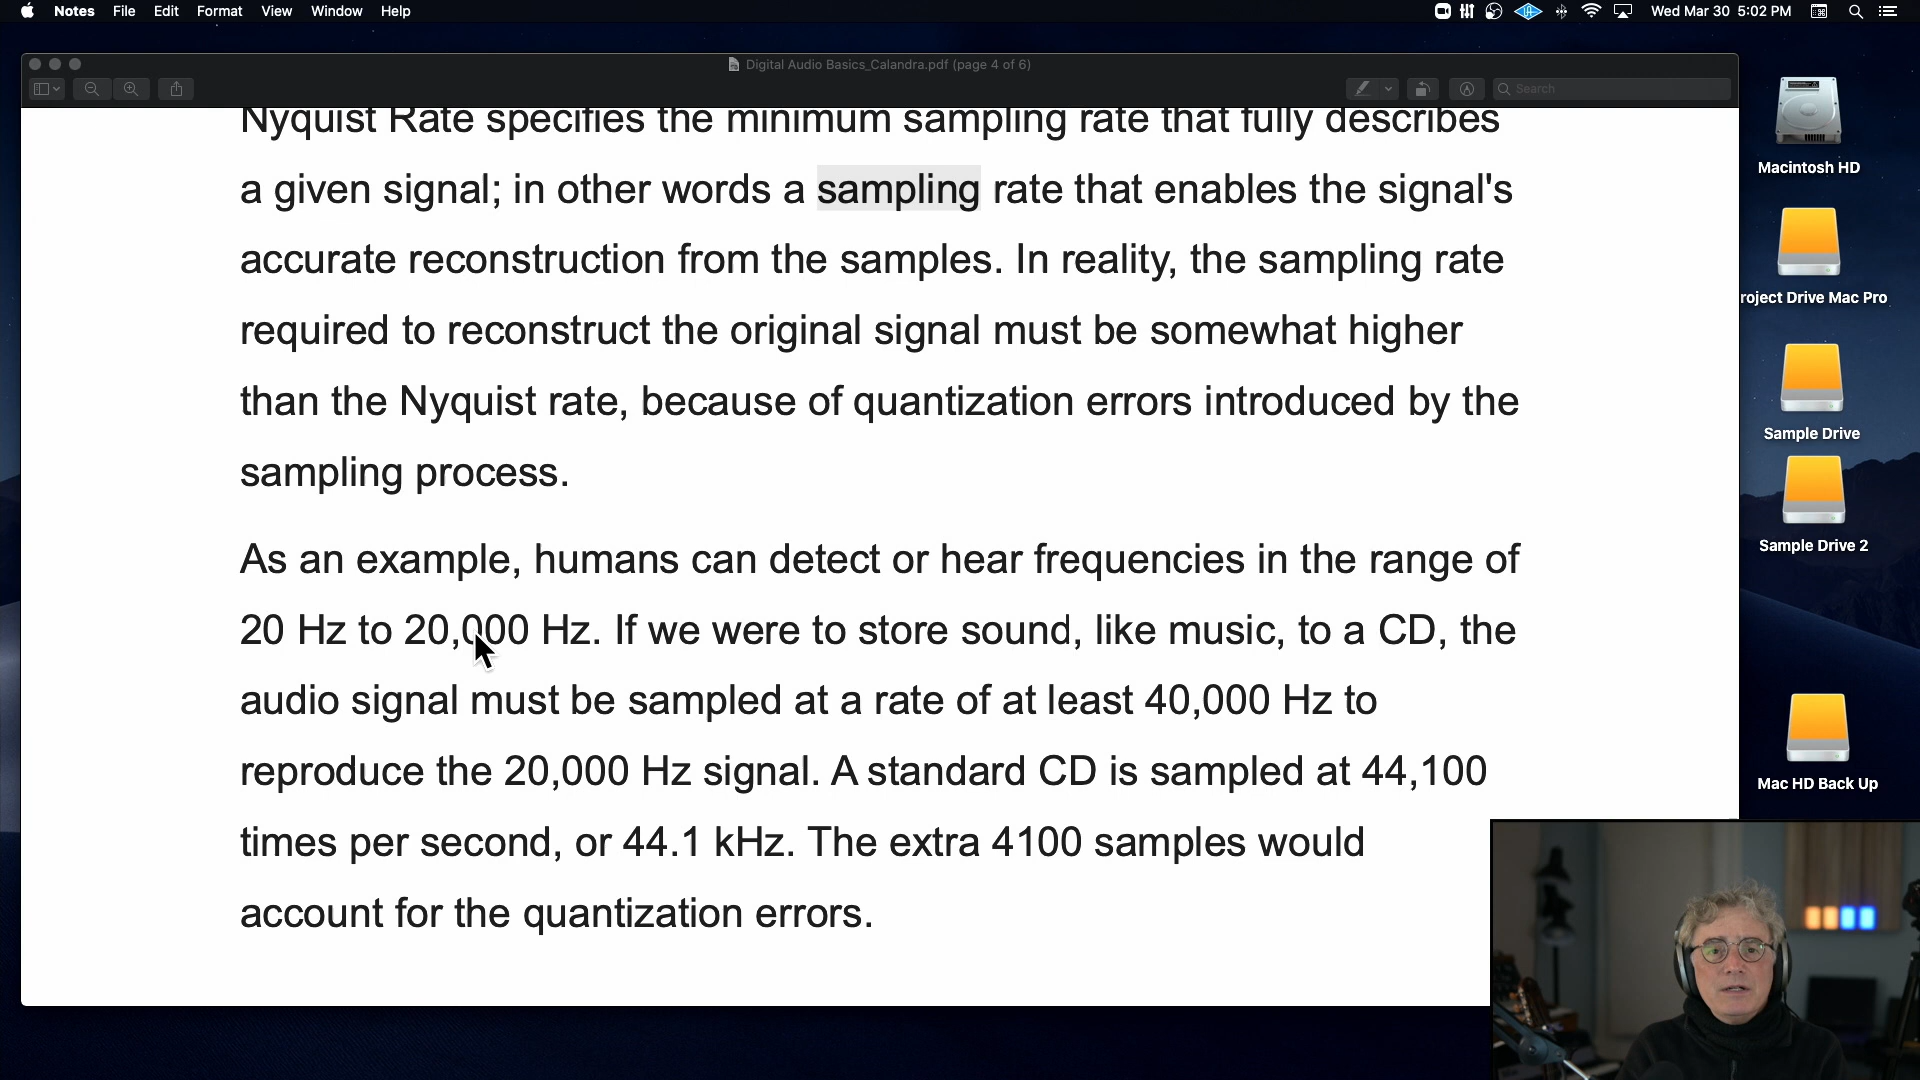 Notes File Edit Format View Window Help
Wed Mar 30 5:02 PM
Digital Audio Basics_Calandra.pdf (page 4 of 6)
Search
Nyquist Rate specifies the minimum sampling rate that fully describes
a given signal; in other words a sampling rate that enables the signal's
accurate reconstruction from the samples. In reality, the sampling rate
required to reconstruct the original signal must be somewhat higher
than the Nyquist rate, because of quantization errors introduced by the
sampling process.
As an example, humans can detect or hear frequencies in the range of
20 Hz to 20,000 Hz. If we were to store sound, like music, to a CD, the
audio signal must be sampled at a rate of at least 40,000 Hz to
reproduce the 20,000 Hz signal. A standard CD is sampled at 44,100
times per second, or 44.1 kHz. The extra 4100 samples would
account for the quantization errors.
Macintosh HD
roject Drive Mac Pro
Sample Drive
Sample Drive 2
Mac HD Back Up